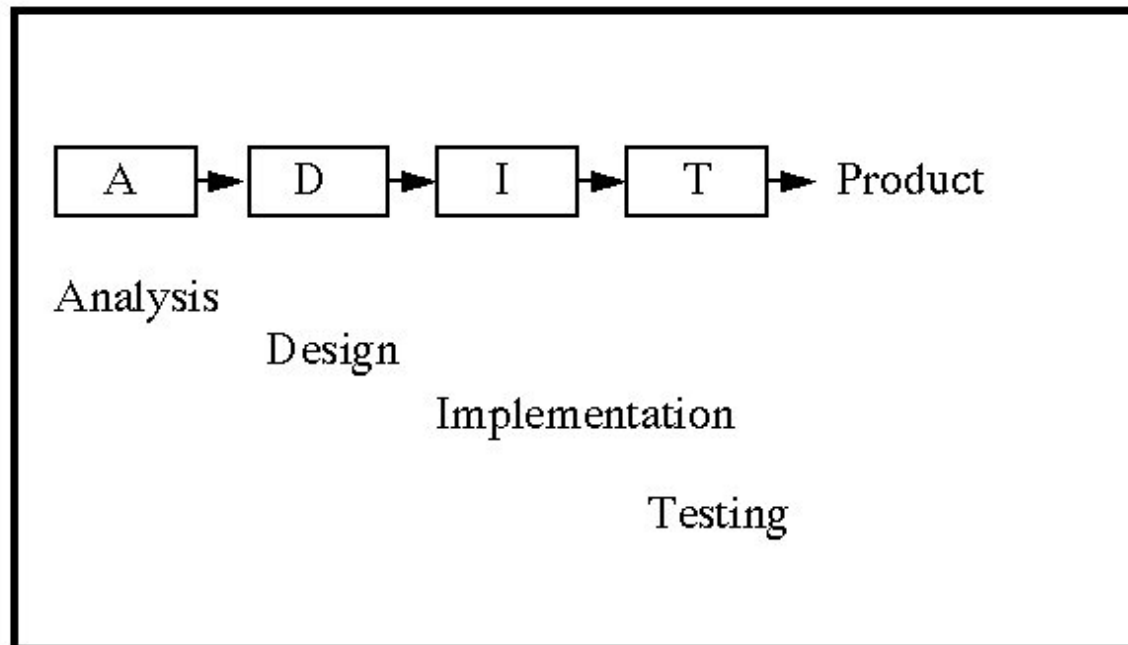 A D I T Product
Analysis
Design
Implementation
Testing